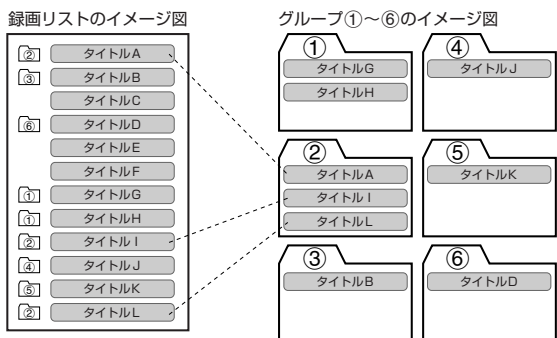 録画リストのイメージ図
② タイトルA
③ タイトルB
タイトルC
⑥ タイトルD
タイトルE
タイトルF
① タイトルG
① タイトルH
② タイトルI
④ タイトルJ
⑤ タイトルK
② タイトルL
グループ①～⑥のイメージ図
①
タイトルG
タイトルH
④
タイトルJ
②
タイトルA
タイトルI
タイトルL
⑤
タイトルK
③
タイトルB
⑥
タイトルD